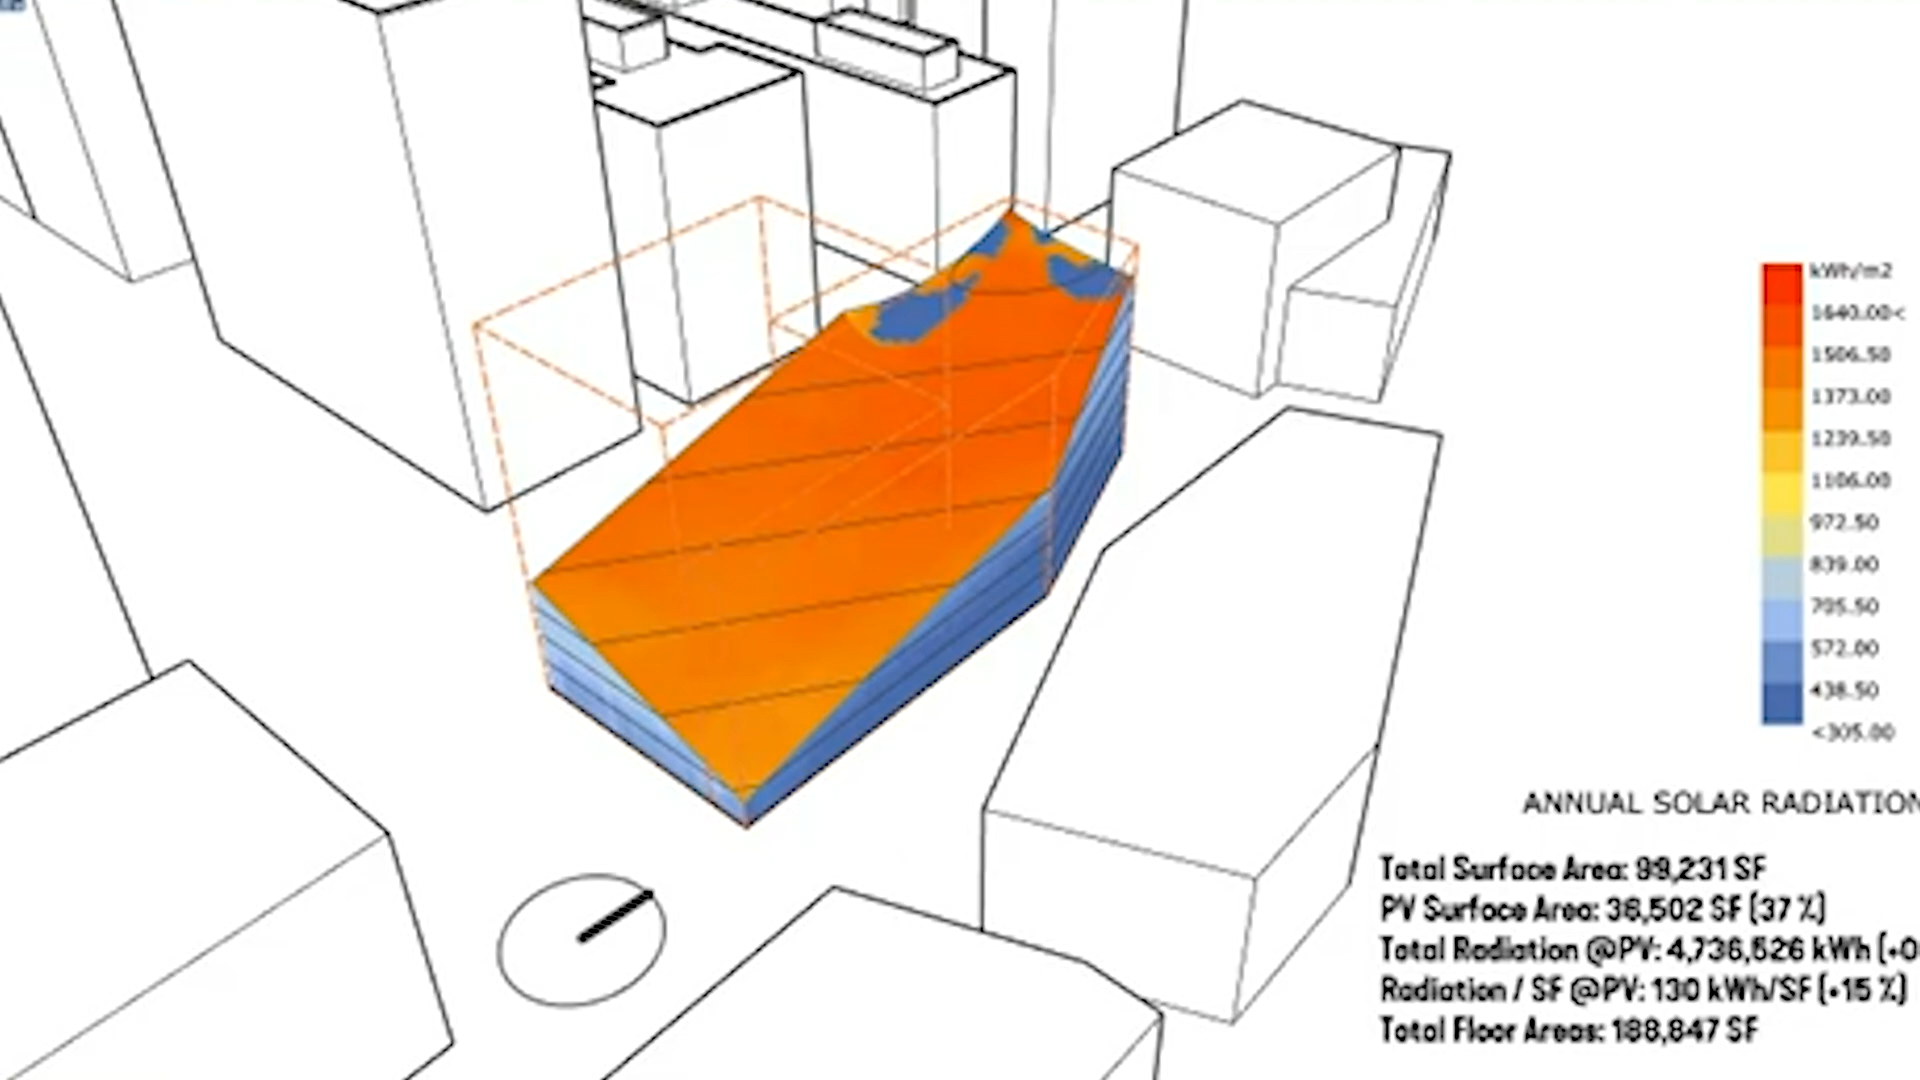 kWh/m2
1640.00<
1506.50
1373.00
1239.50
1106.00
972.50
839.00
705.50
572.00
438.50
<305.00
ANNUAL SOLAR RADIATION
Total Surface Area: 99,231 SF
PV Surface Area: 36,502 SF (37 %)
Total Radiation @PV: 4,736,526 kWh (+0
Radiation / SF @PV: 130 kWh/SF (+15 %)
Total Floor Areas: 188,847 SF